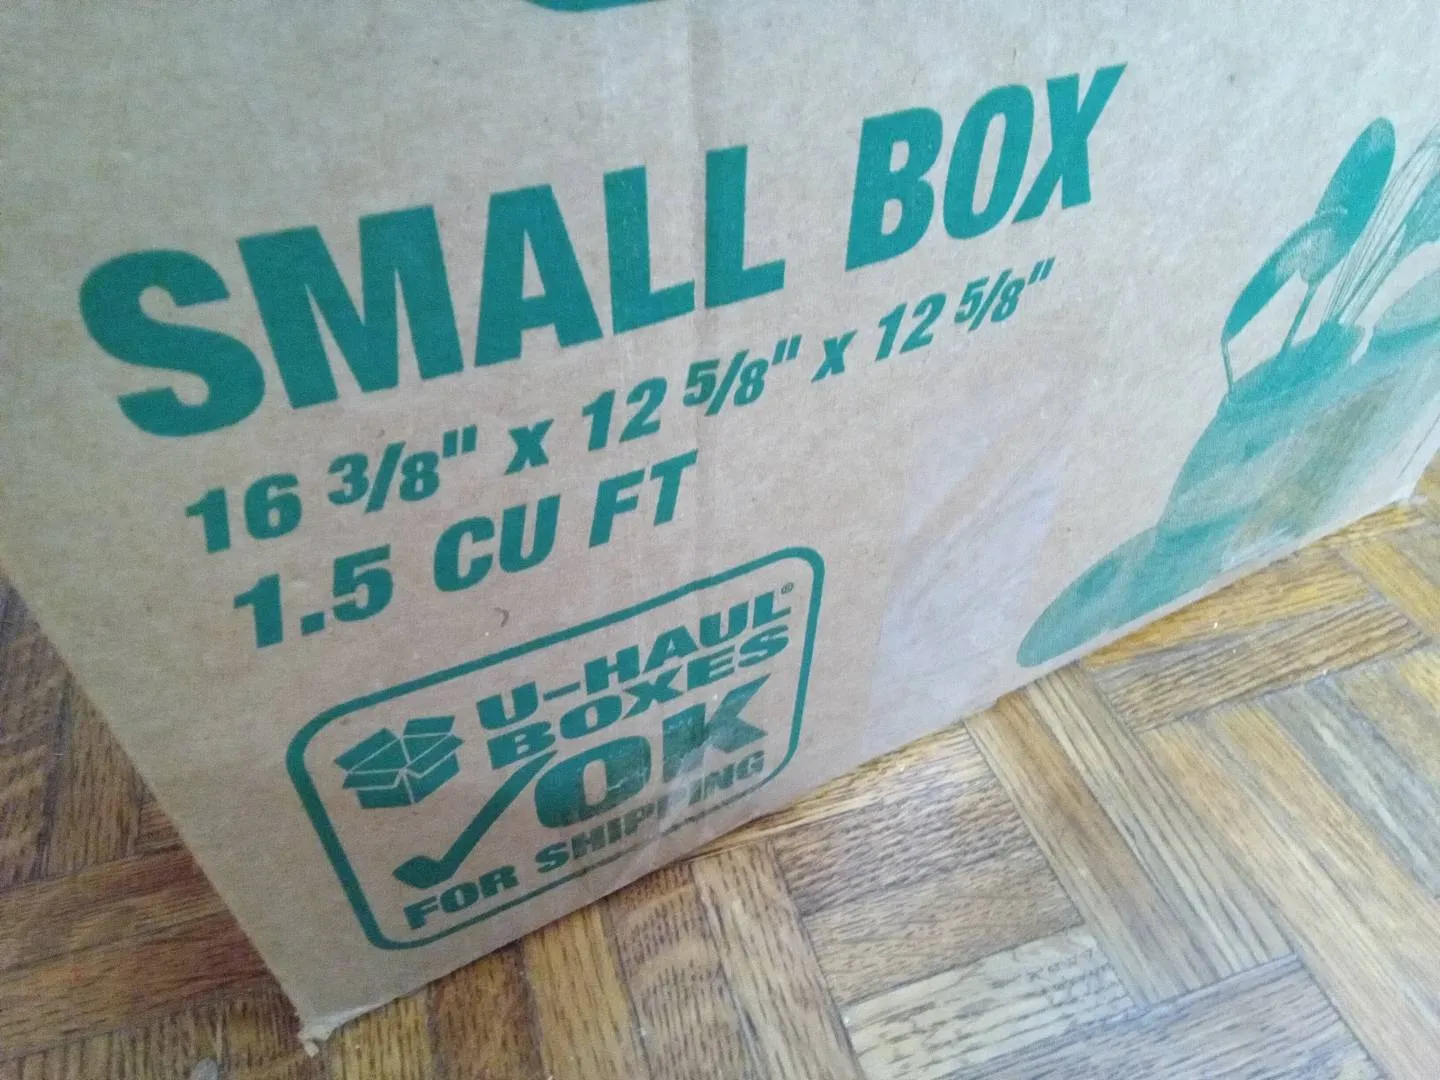 SMALL BOX
16 3/8" x 12 5/8" x 12 5/8"
1.5 CU FT
U-HAUL®
BOXES
OK
FOR SHIPPING